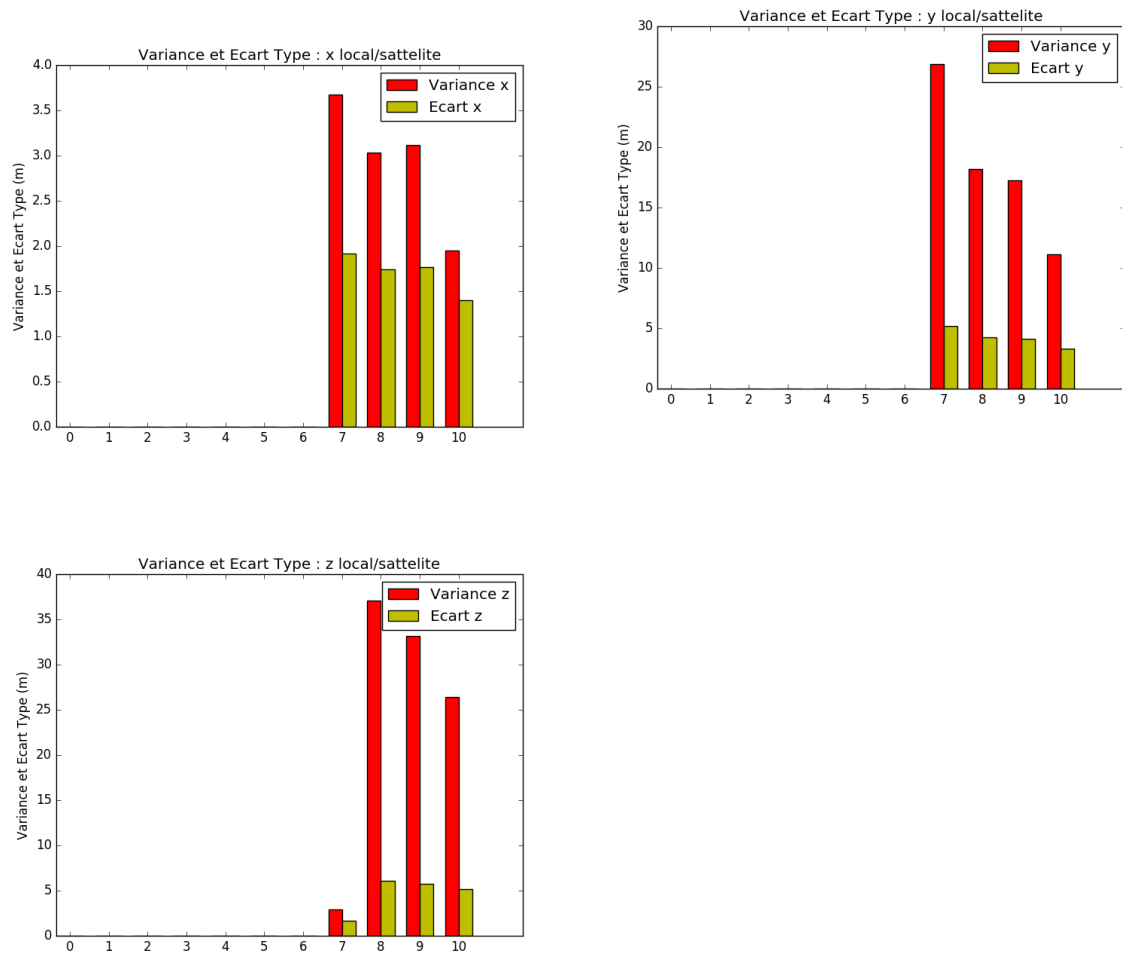 Variance et Ecart Type : x local/sattelite
Variance et Ecart Type (m)
4.0
3.5
3.0
2.5
2.0
1.5
1.0
0.5
0.0
Variance x
Ecart x
0 1 2 3 4 5 6 7 8 9 10
Variance et Ecart Type : y local/sattelite
Variance et Ecart Type (m)
30
25
20
15
10
5
0
Variance y
Ecart y
0 1 2 3 4 5 6 7 8 9 10
Variance et Ecart Type : z local/sattelite
Variance et Ecart Type (m)
40
35
30
25
20
15
10
5
0
Variance z
Ecart z
0 1 2 3 4 5 6 7 8 9 10